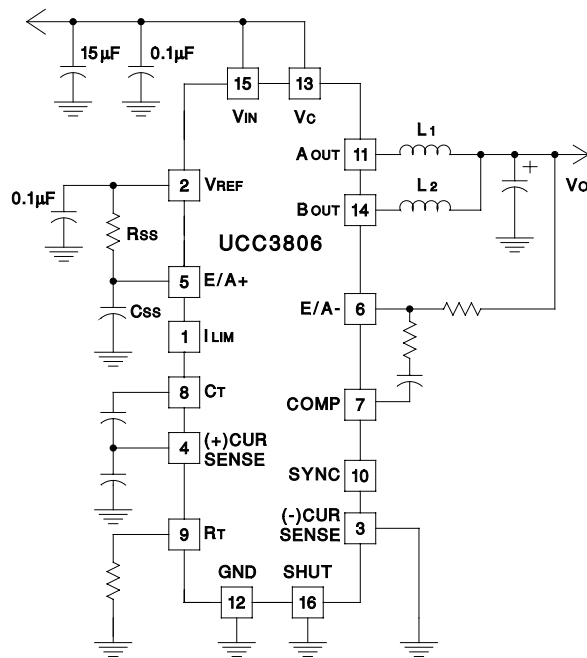 15µF
0.1µF
15
13
VIN
VC
AOUT
11
L1
2
VREF
0.1µF
BOUT
14
L2
+
VO
RSS
UCC3806
5
E/A+
CSS
E/A-
6
1
ILIM
8
CT
COMP
7
4
(+)CUR
SENSE
SYNC
10
9
RT
(-)CUR
SENSE
3
GND
SHUT
12
16